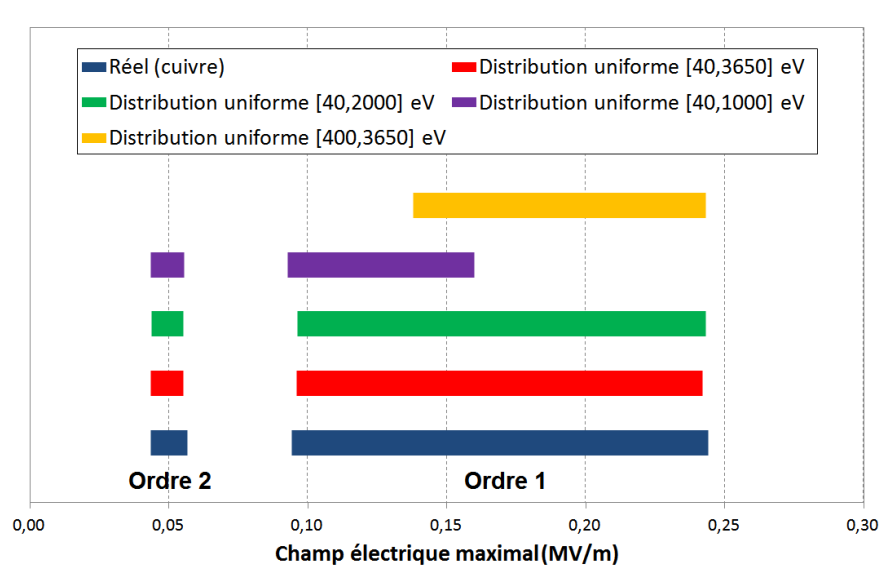 Réel (cuivre) Distribution uniforme [40,3650] eV
Distribution uniforme [40,2000] eV Distribution uniforme [40,1000] eV
Distribution uniforme [400,3650] eV
Ordre 2 Ordre 1
0,00 0,05 0,10 0,15 0,20 0,25 0,30
Champ électrique maximal(MV/m)